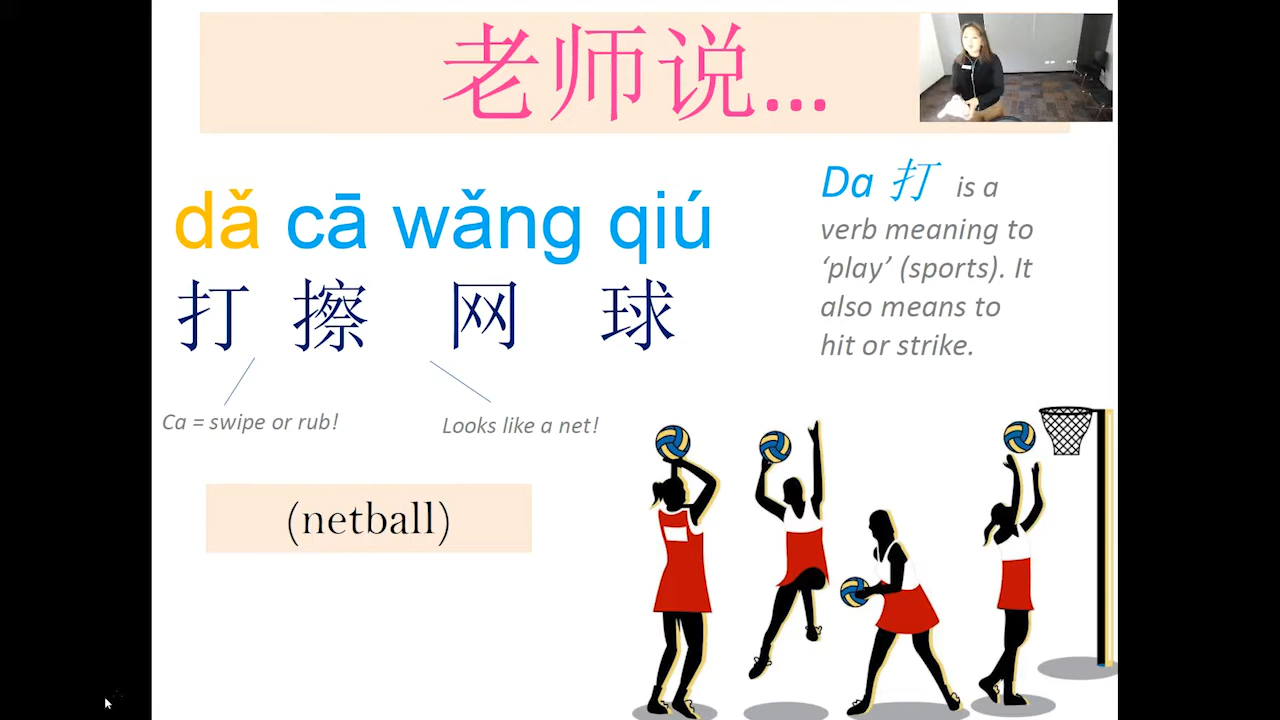 老师说...
dǎ cā wǎng qiú
打 擦 网 球
Ca = swipe or rub!
Looks like a net!
(netball)
Da 打 is a
verb meaning to
‘play’ (sports). It
also means to
hit or strike.